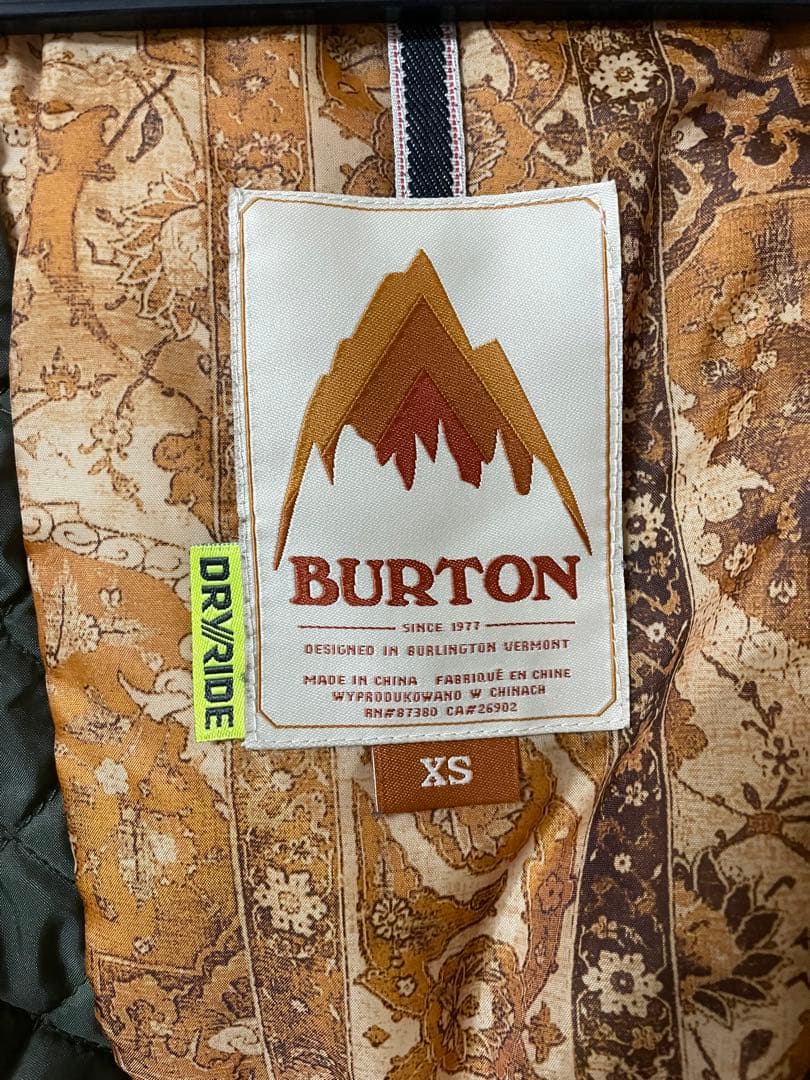 BURTON
SINCE 1977
DESIGNED IN BURLINGTON VERMONT
MADE IN CHINA FABRIQUÉ EN CHINE
WYPRODUKOWANO W CHINACH
RN#87380 CA#26902
DRY//RIDE
XS